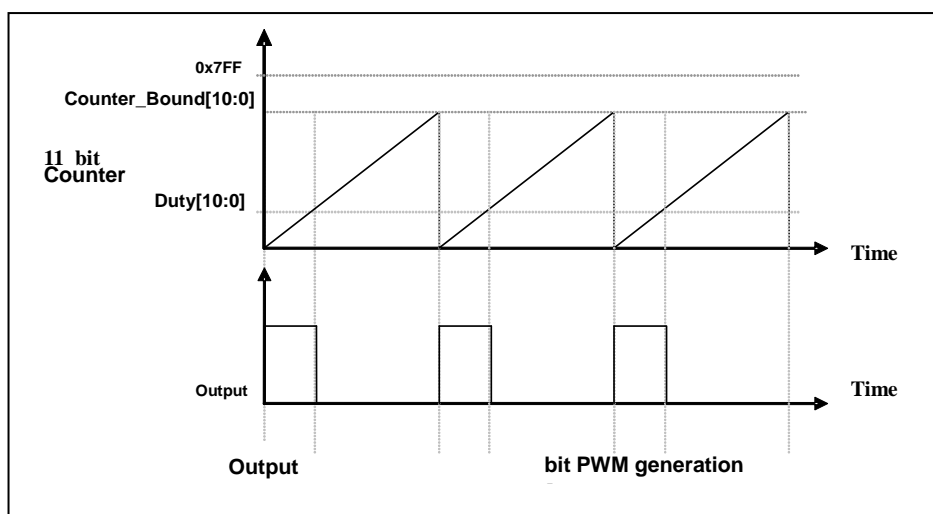 0x7FF
Counter_Bound[10:0]
11 bit
Counter
Duty[10:0]
Time
Output
Time
Output
bit PWM generation